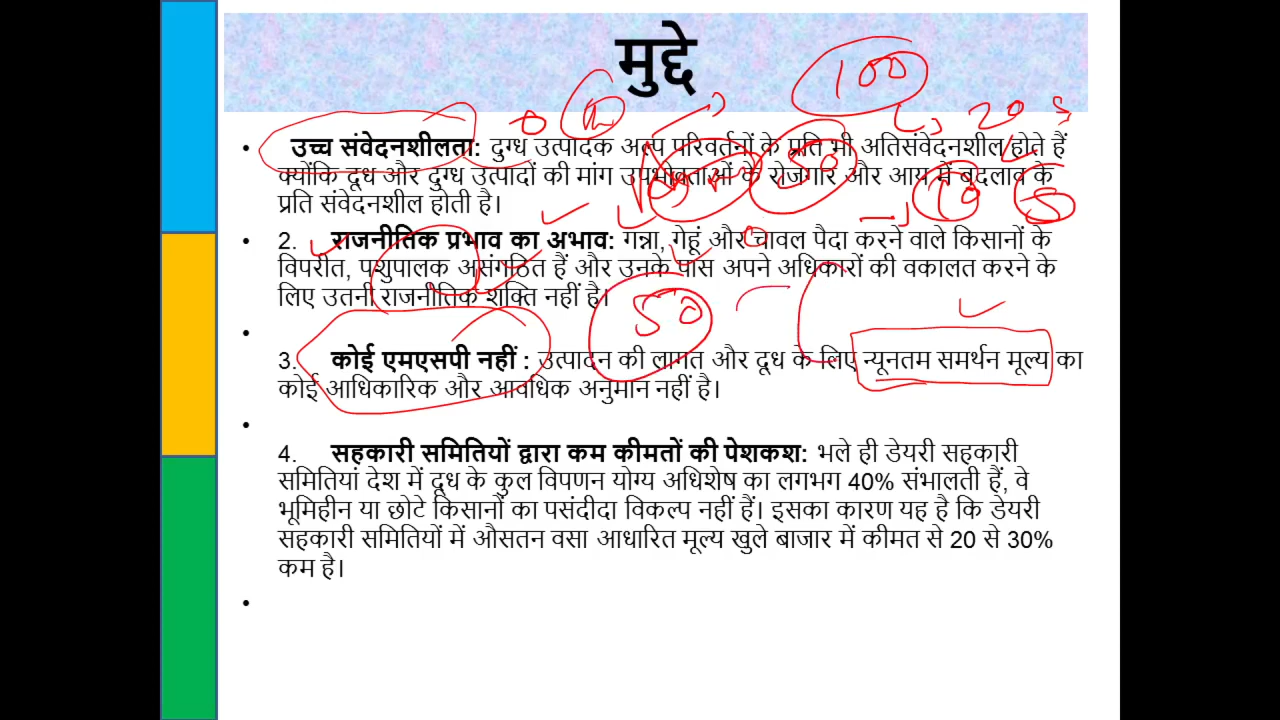 मुद्दे
100
20
• उच्च संवेदनशीलता: दुग्ध उत्पादक अल्प परिवर्तनों के प्रति भी अतिसंवेदनशील होते हैं
क्योंकि दूध और दुग्ध उत्पादों की मांग उपभोक्ताओं के रोजगार और आय में बदलाव के
प्रति संवेदनशील होती है।
50
10
5
• 2. राजनीतिक प्रभाव का अभाव: गन्ना, गेहूं और चावल पैदा करने वाले किसानों के
विपरीत, पशुपालक असंगठित हैं और उनके पास अपने अधिकारों की वकालत करने के
लिए उतनी राजनीतिक शक्ति नहीं है।
50
•
3. कोई एमएसपी नहीं : उत्पादन की लागत और दूध के लिए न्यूनतम समर्थन मूल्य का
कोई आधिकारिक और आवधिक अनुमान नहीं है।
•
4. सहकारी समितियों द्वारा कम कीमतों की पेशकश: भले ही डेयरी सहकारी
समितियां देश में दूध के कुल विपणन योग्य अधिशेष का लगभग 40% संभालती हैं, वे
भूमिहीन या छोटे किसानों का पसंदीदा विकल्प नहीं हैं। इसका कारण यह है कि डेयरी
सहकारी समितियों में औसतन वसा आधारित मूल्य खुले बाजार में कीमत से 20 से 30%
कम है।
•